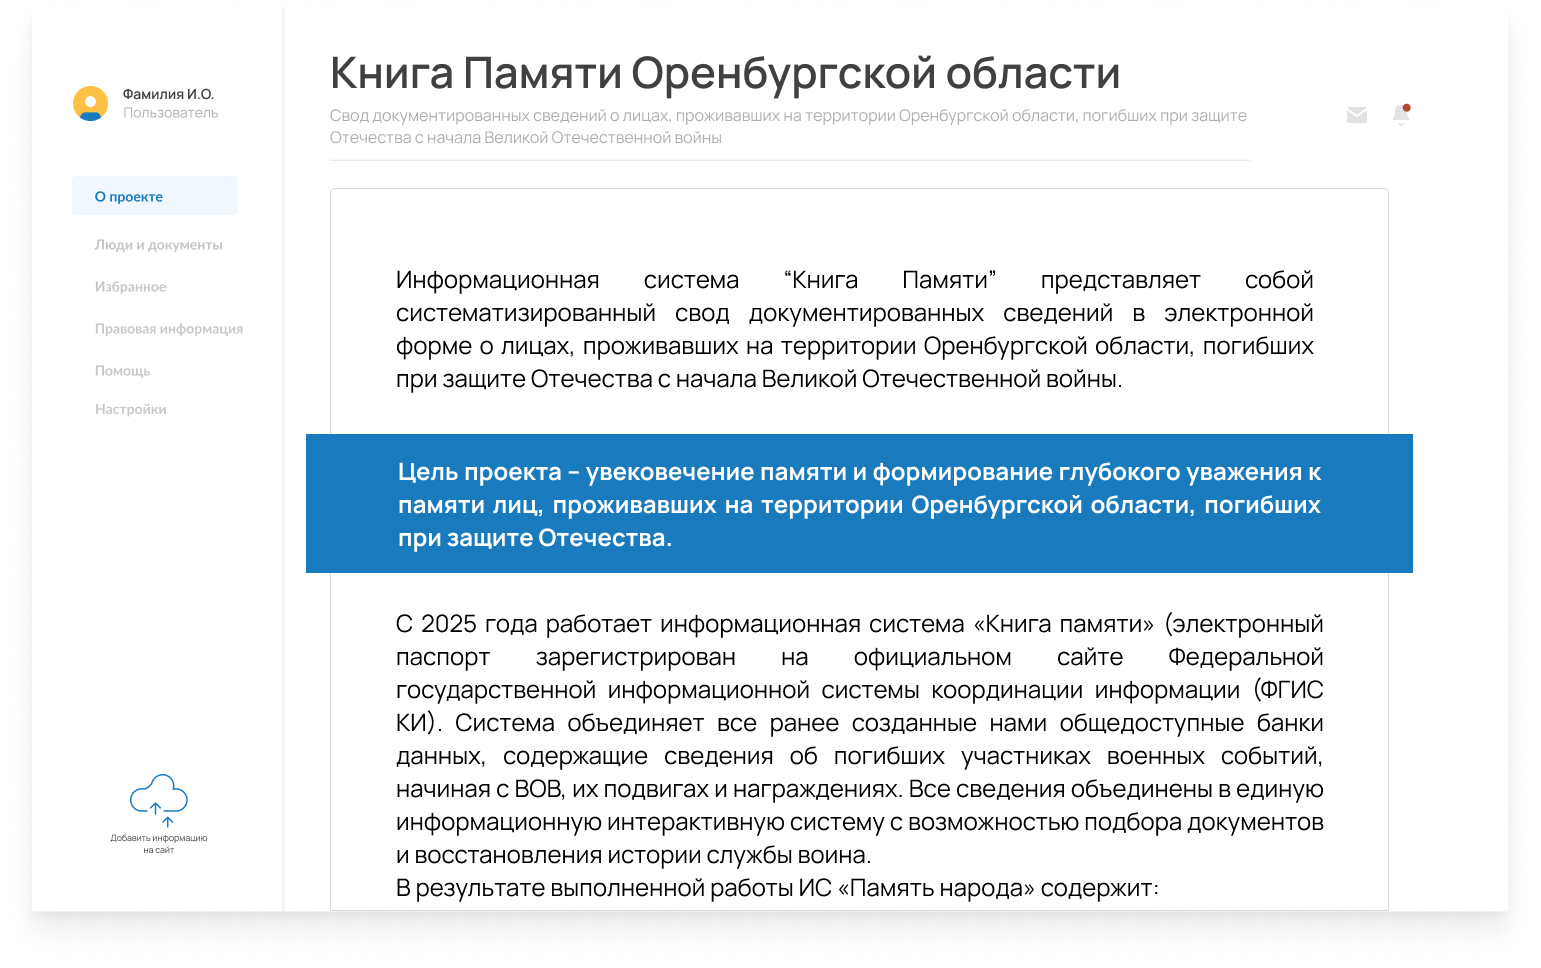 Фамилия И.О.
Пользователь
О проекте
Люди и документы
Избранное
Правовая информация
Помощь
Настройки
Добавить информацию
на сайт
Книга Памяти Оренбургской области
Свод документированных сведений о лицах, проживавших на территории Оренбургской области, погибших при защите
Отечества с начала Великой Отечественной войны
Информационная система “Книга Памяти” представляет собой
систематизированный свод документированных сведений в электронной
форме о лицах, проживавших на территории Оренбургской области, погибших
при защите Отечества с начала Великой Отечественной войны.
Цель проекта – увековечение памяти и формирование глубокого уважения к
памяти лиц, проживавших на территории Оренбургской области, погибших
при защите Отечества.
С 2025 года работает информационная система «Книга памяти» (электронный
паспорт зарегистрирован на официальном сайте Федеральной
государственной информационной системы координации информации (ФГИС
КИ). Система объединяет все ранее созданные нами общедоступные банки
данных, содержащие сведения об погибших участниках военных событий,
начиная с ВОВ, их подвигах и награждениях. Все сведения объединены в единую
информационную интерактивную систему с возможностью подбора документов
и восстановления истории службы воина.
В результате выполненной работы ИС «Память народа» содержит: